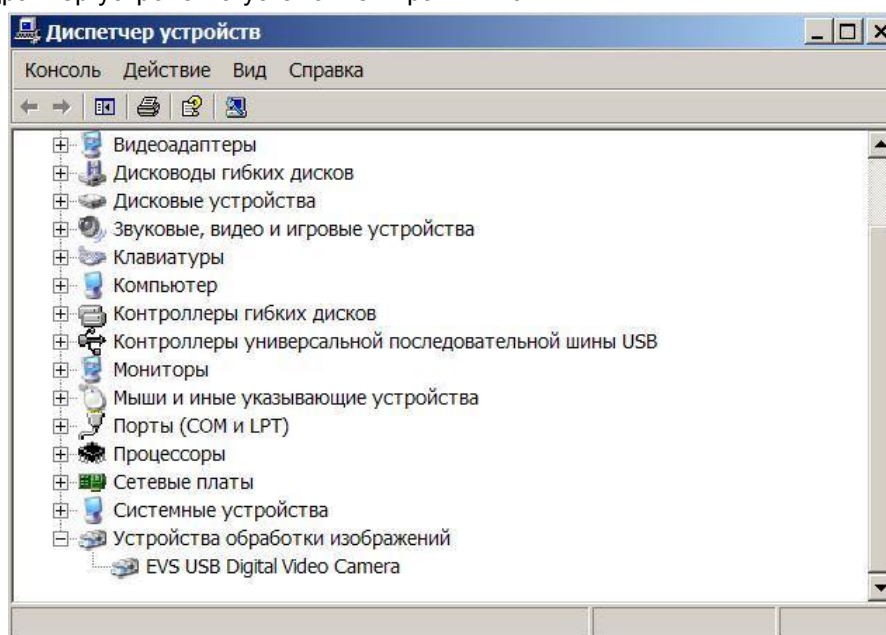 Диспетчер устройств
Консоль Действие Вид Справка
Видеоадаптеры
Дисководы гибких дисков
Дисковые устройства
Звуковые, видео и игровые устройства
Клавиатуры
Компьютер
Контроллеры гибких дисков
Контроллеры универсальной последовательной шины USB
Мониторы
Мыши и иные указывающие устройства
Порты (COM и LPT)
Процессоры
Сетевые платы
Системные устройства
Устройства обработки изображений
EVS USB Digital Video Camera